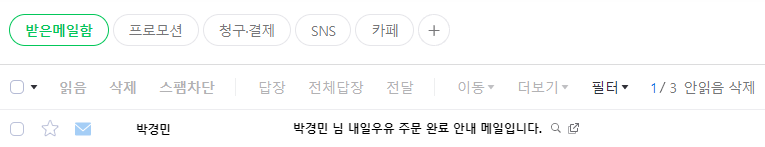 받은메일함 프로모션 청구·결제 SNS 카페 +
읽음 삭제 스팸차단 답장 전체답장 전달 이동 더보기 필터 1 / 3 안읽음 삭제
박경민 박경민 님 내일우유 주문 완료 안내 메일입니다.